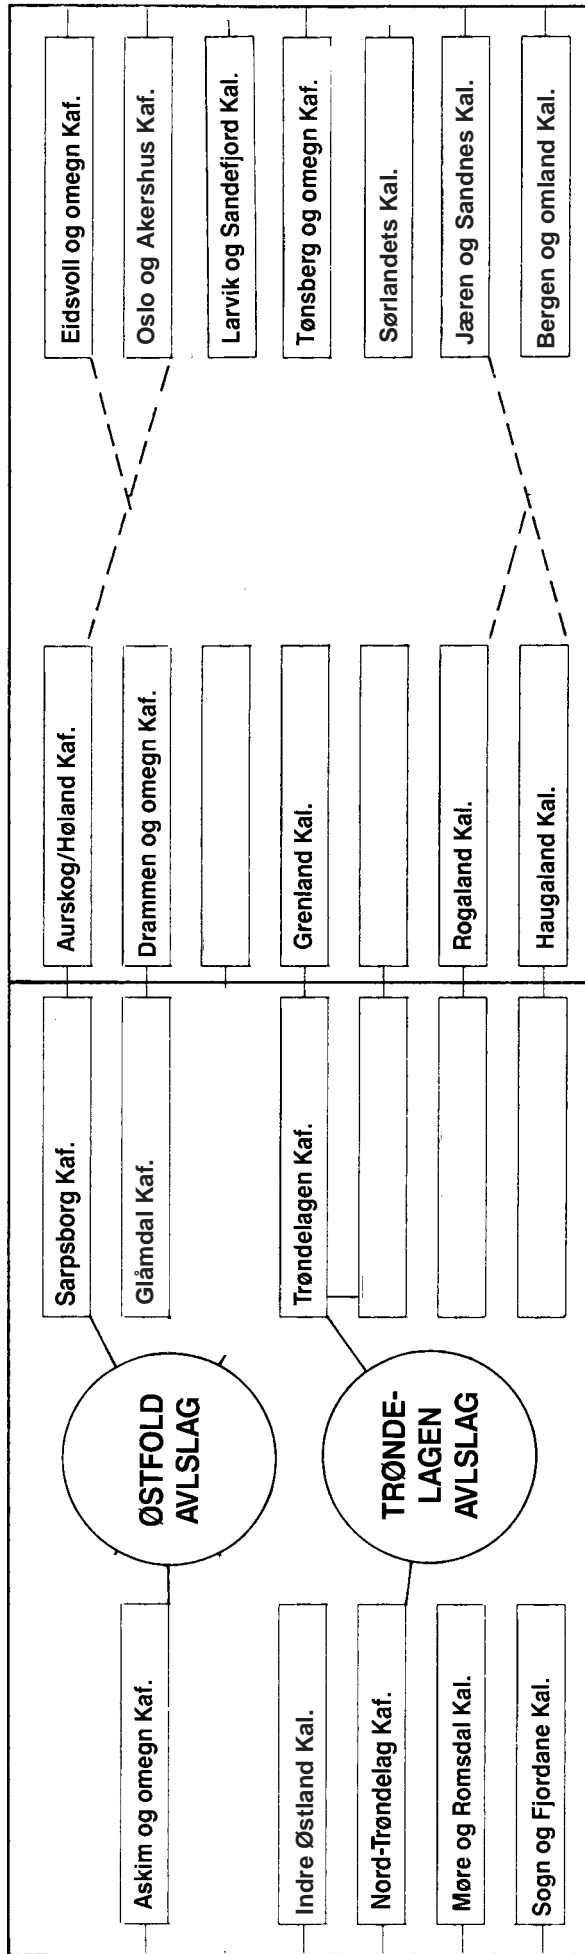 Askim og omegn Kaf.
Indre Østland Kal.
Nord-Trøndelag Kaf.
Møre og Romsdal Kal.
Sogn og Fjordane Kal.
ØSTFOLD
AVLSLAG
TRØNDE-
LAGEN
AVLSLAG
Sarpsborg Kaf.
Glåmdal Kaf.
Trøndelagen Kaf.
Aurskog/Høland Kaf.
Drammen og omegn Kaf.
Grenland Kal.
Rogaland Kal.
Haugaland Kal.
Eidsvoll og omegn Kaf.
Oslo og Akershus Kaf.
Larvik og Sandefjord Kal.
Tønsberg og omegn Kaf.
Sørlandets Kal.
Jæren og Sandnes Kal.
Bergen og omland Kal.